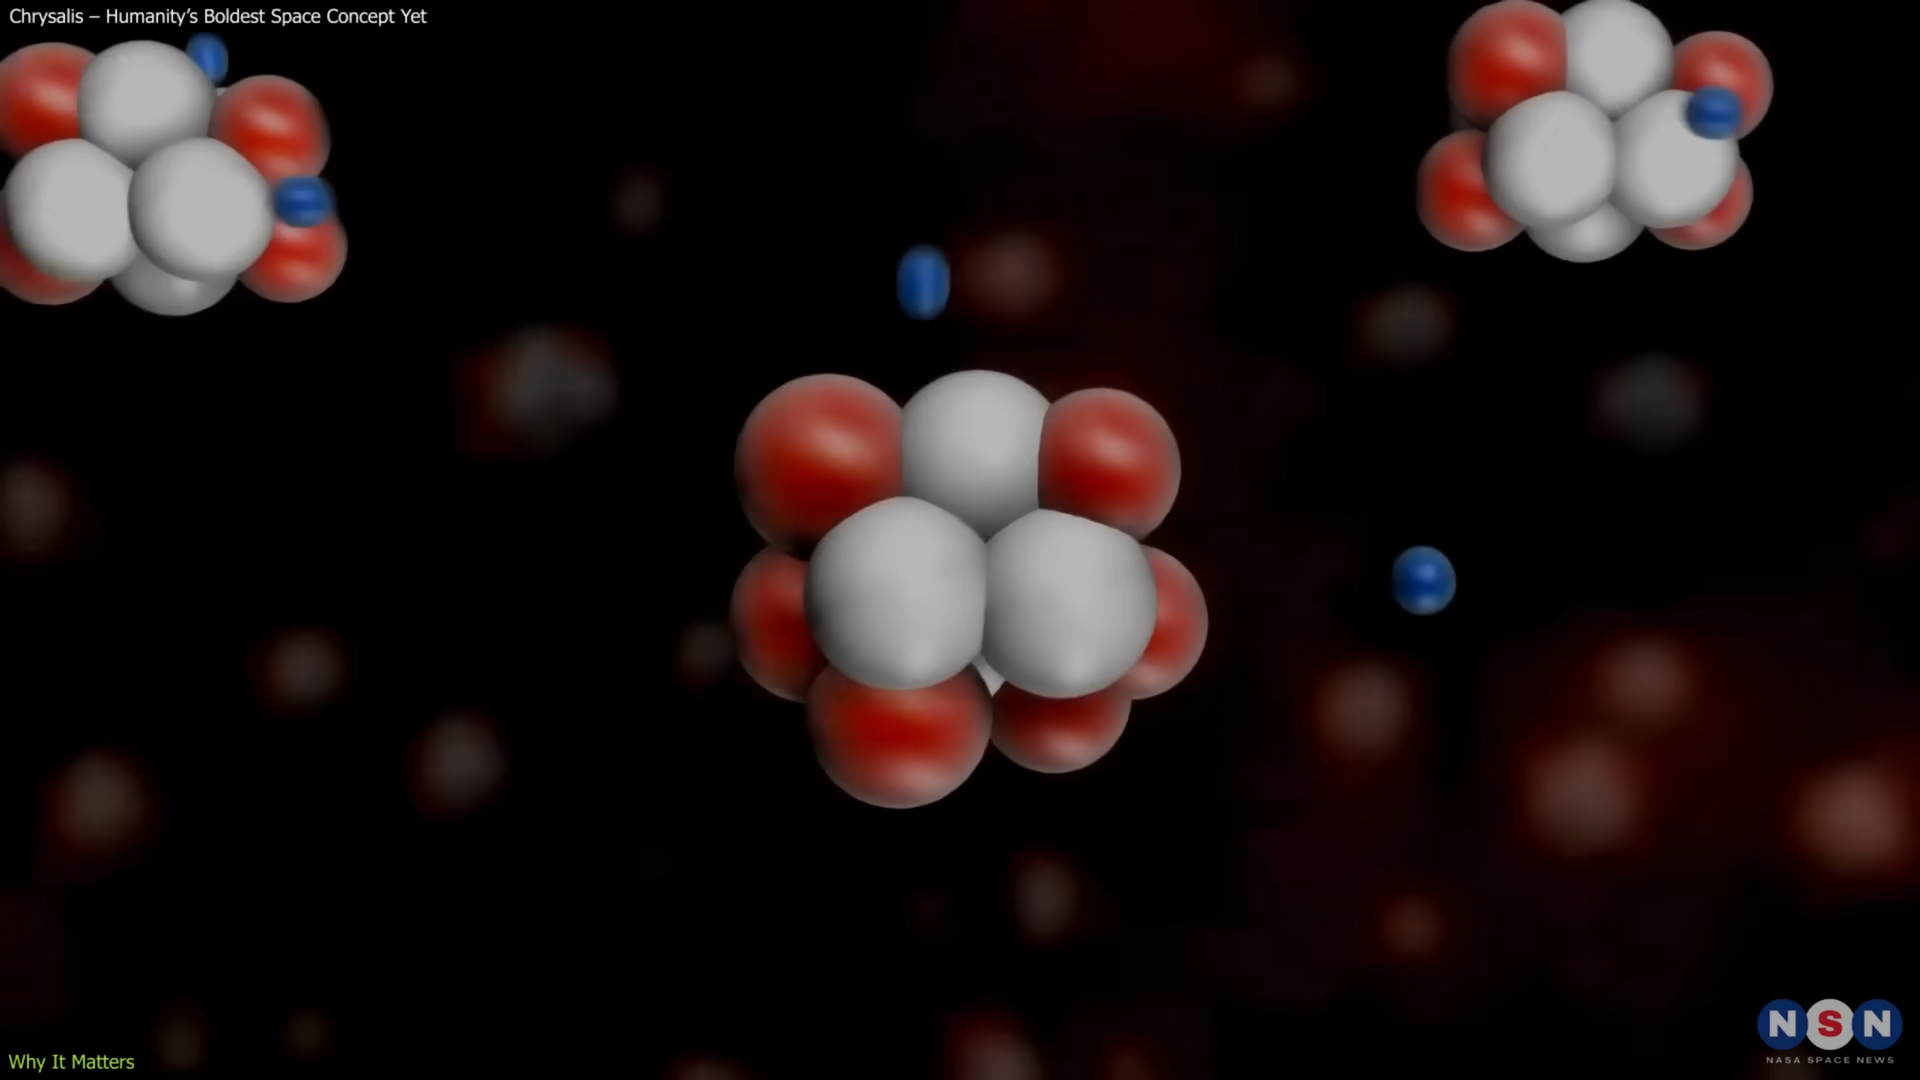 Chrysalis – Humanity's Boldest Space Concept Yet
Why It Matters
NSN
NASA SPACE NEWS